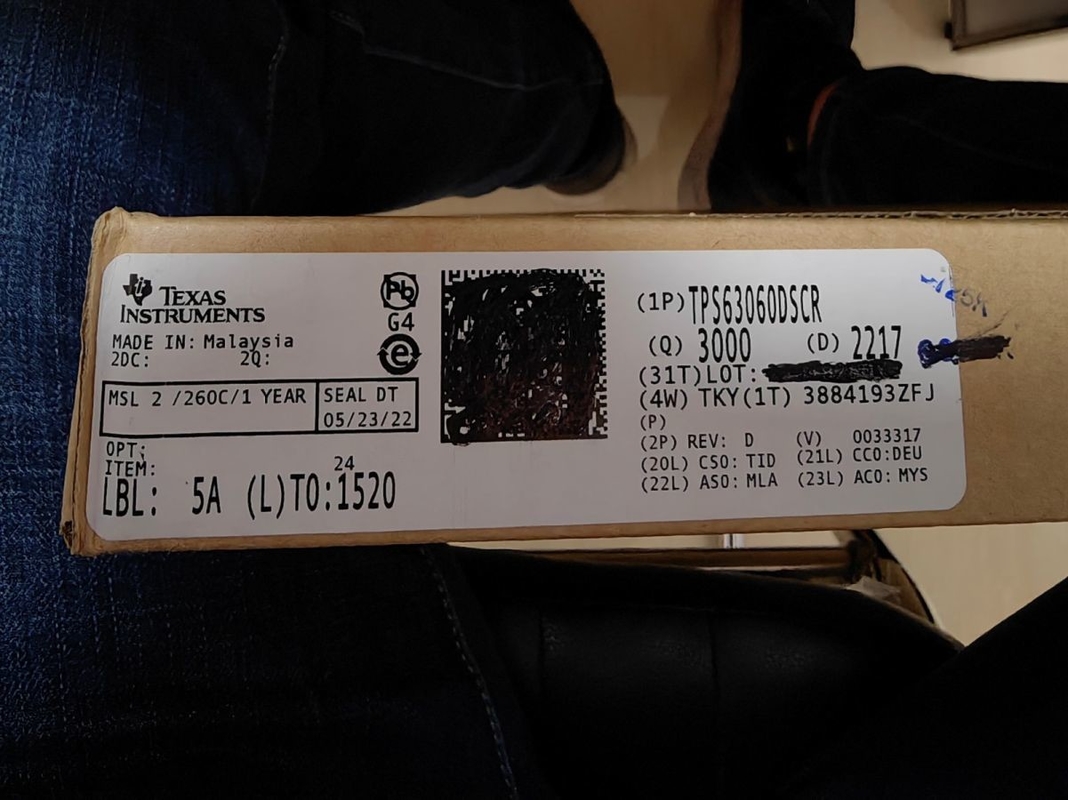 TEXAS
INSTRUMENTS
MADE IN: Malaysia
2DC: 2Q:
MSL 2 /260C/1 YEAR
SEAL DT
05/23/22
OPT:
ITEM:
24
LBL: 5A (L)TO:1520
Pb
G4
e
(1P) TPS63060DSCR
(Q) 3000 (D) 2217
(31T)LOT:
(4W) TKY(1T) 3884193ZFJ
(P)
(2P) REV: D (V) 0033317
(20L) CSO: TID (21L) CCO:DEU
(22L) ASO: MLA (23L) ACO: MYS